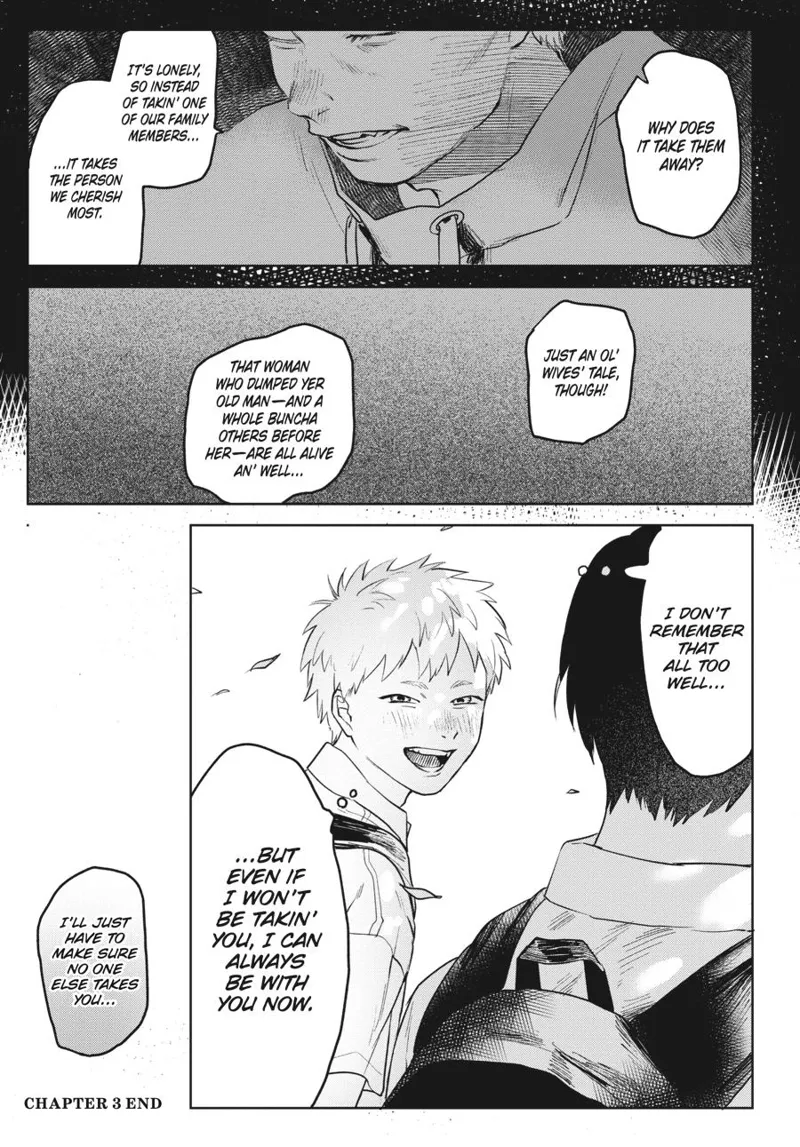 WHY DOES
IT TAKE THEM
AWAY?
IT'S LONELY,
SO INSTEAD
OF TAKIN' ONE
OF OUR FAMILY
MEMBERS...
...IT TAKES
THE PERSON
WE CHERISH
MOST.
JUST AN OL'
WIVES' TALE,
THOUGH!
THAT WOMAN
WHO DUMPED YER
OLD MAN—AND A
WHOLE BUNCHA
OTHERS BEFORE
HER—ARE ALL ALIVE
AN' WELL...
I DON'T
REMEMBER
THAT
ALL TOO
WELL...
...BUT
EVEN IF
I WON'T
BE TAKIN'
YOU, I CAN
ALWAYS
BE WITH
YOU NOW.
I'LL JUST
HAVE TO
MAKE SURE
NO ONE
ELSE TAKES
YOU...
CHAPTER 3 END